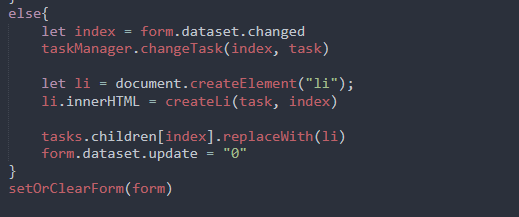 else{
let index = form.dataset.changed
taskManager.changeTask(index, task)
let li = document.createElement("li");
li.innerHTML = createLi(task, index)
tasks.children[index].replaceWith(li)
form.dataset.update = "0"
}
setOrClearForm(form)